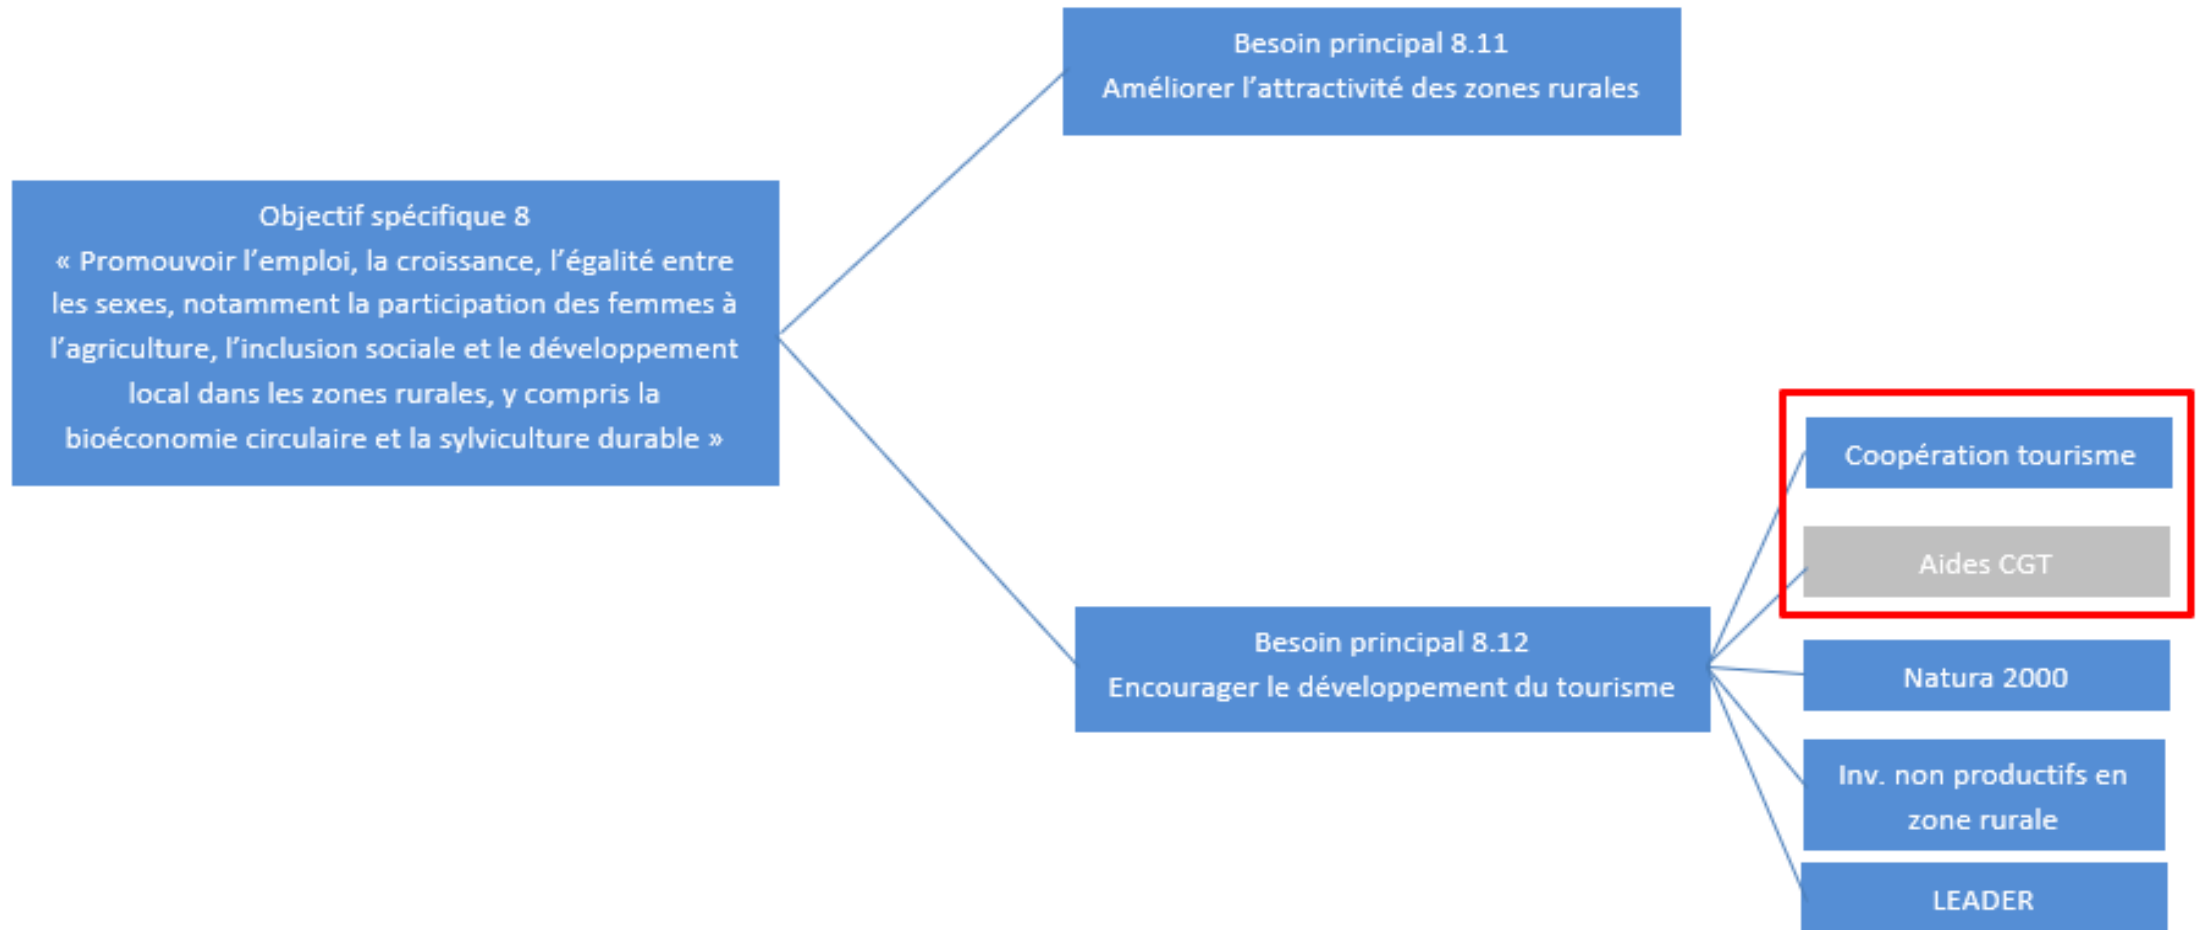 Besoin principal 8.11
Améliorer l’attractivité des zones rurales
Objectif spécifique 8
« Promouvoir l’emploi, la croissance, l’égalité entre
les sexes, notamment la participation des femmes à
l’agriculture, l’inclusion sociale et le développement
local dans les zones rurales, y compris la
bioéconomie circulaire et la sylviculture durable »
Besoin principal 8.12
Encourager le développement du tourisme
Coopération tourisme
Aides CGT
Natura 2000
Inv. non productifs en
zone rurale
LEADER